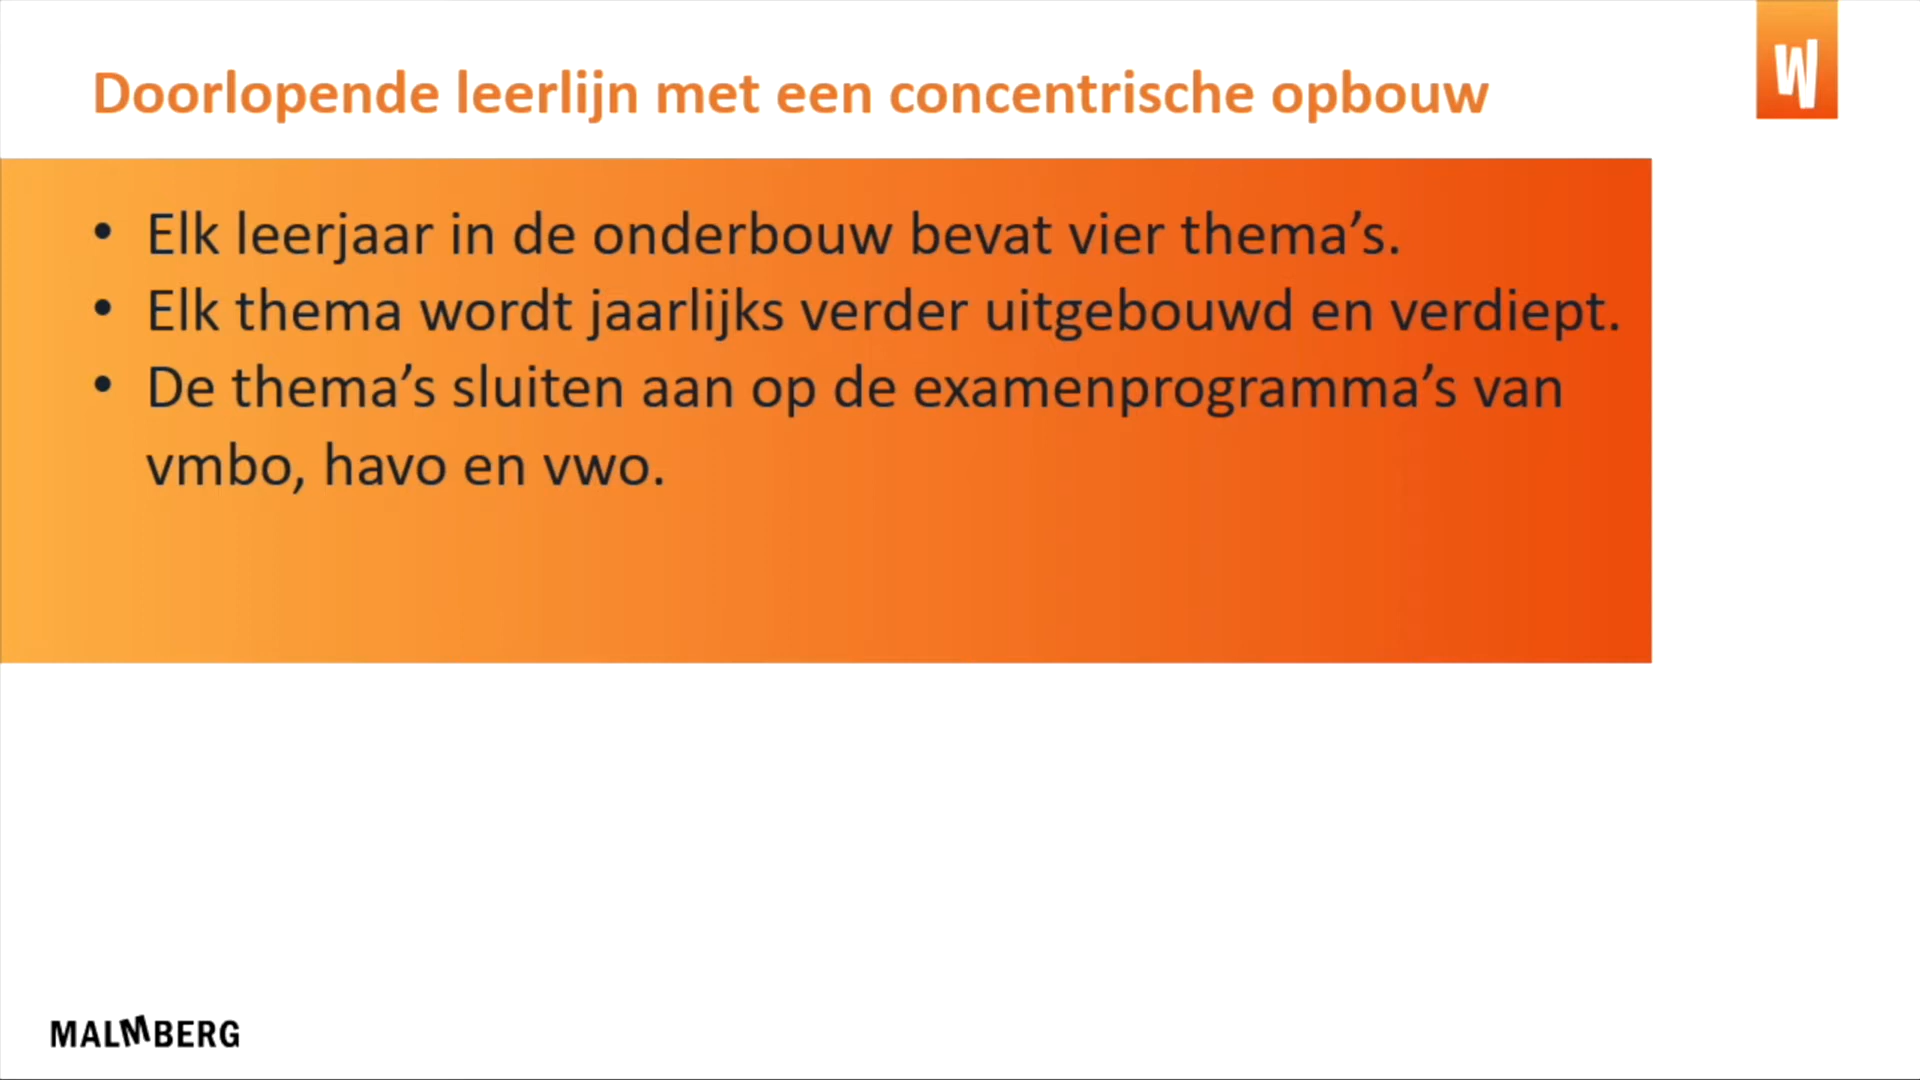 W
Doorlopende leerlijn met een concentrische opbouw
• Elk leerjaar in de onderbouw bevat vier thema’s.
• Elk thema wordt jaarlijks verder uitgebouwd en verdiept.
• De thema’s sluiten aan op de examenprogramma’s van
vmbo, havo en vwo.
MALMBERG